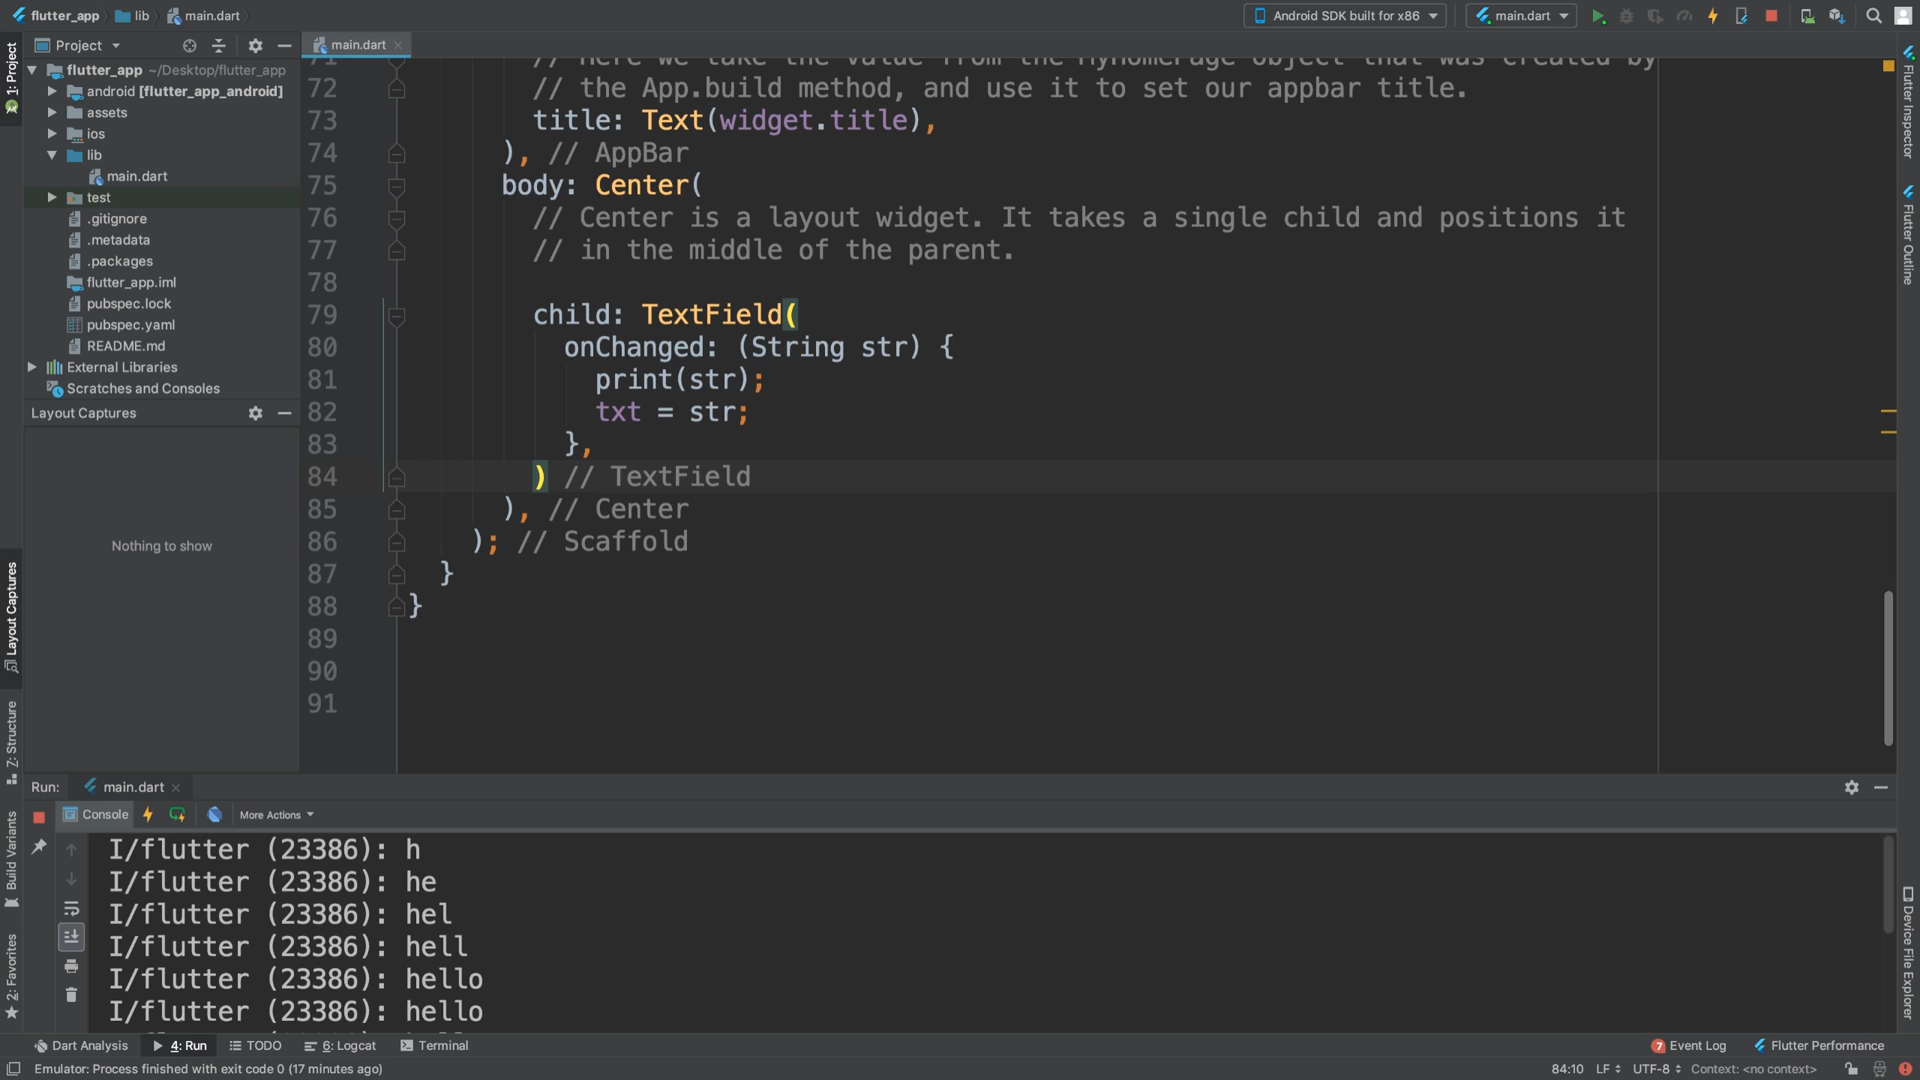 flutter_app
lib
main.dart
Android SDK built for x86
main.dart
1: Project
Project
main.dart
flutter_app ~/Desktop/flutter_app
android [flutter_app_android]
assets
ios
lib
main.dart
test
.gitignore
.metadata
.packages
flutter_app.iml
pubspec.lock
pubspec.yaml
README.md
External Libraries
Scratches and Consoles
Layout Captures
Nothing to show
Layout Captures
Z: Structure
Build Variants
2: Favorites
71 // Here we take the value from the MyHomePage object that was created by
72 // the App.build method, and use it to set our appbar title.
73 title: Text(widget.title),
74 ), // AppBar
75 body: Center(
76 // Center is a layout widget. It takes a single child and positions it
77 // in the middle of the parent.
78
79 child: TextField(
80 onChanged: (String str) {
81 print(str);
82 txt = str;
83 },
84 ) // TextField
85 ), // Center
86 ); // Scaffold
87 }
88 }
89
90
91
Flutter Inspector
Flutter Outline
Device File Explorer
Run:
main.dart
Console
More Actions
I/flutter (23386): h
I/flutter (23386): he
I/flutter (23386): hel
I/flutter (23386): hell
I/flutter (23386): hello
I/flutter (23386): hello
Dart Analysis
4: Run
TODO
6: Logcat
Terminal
7 Event Log
Flutter Performance
Emulator: Process finished with exit code 0 (17 minutes ago)
84:10
LF
UTF-8
Context: <no context>